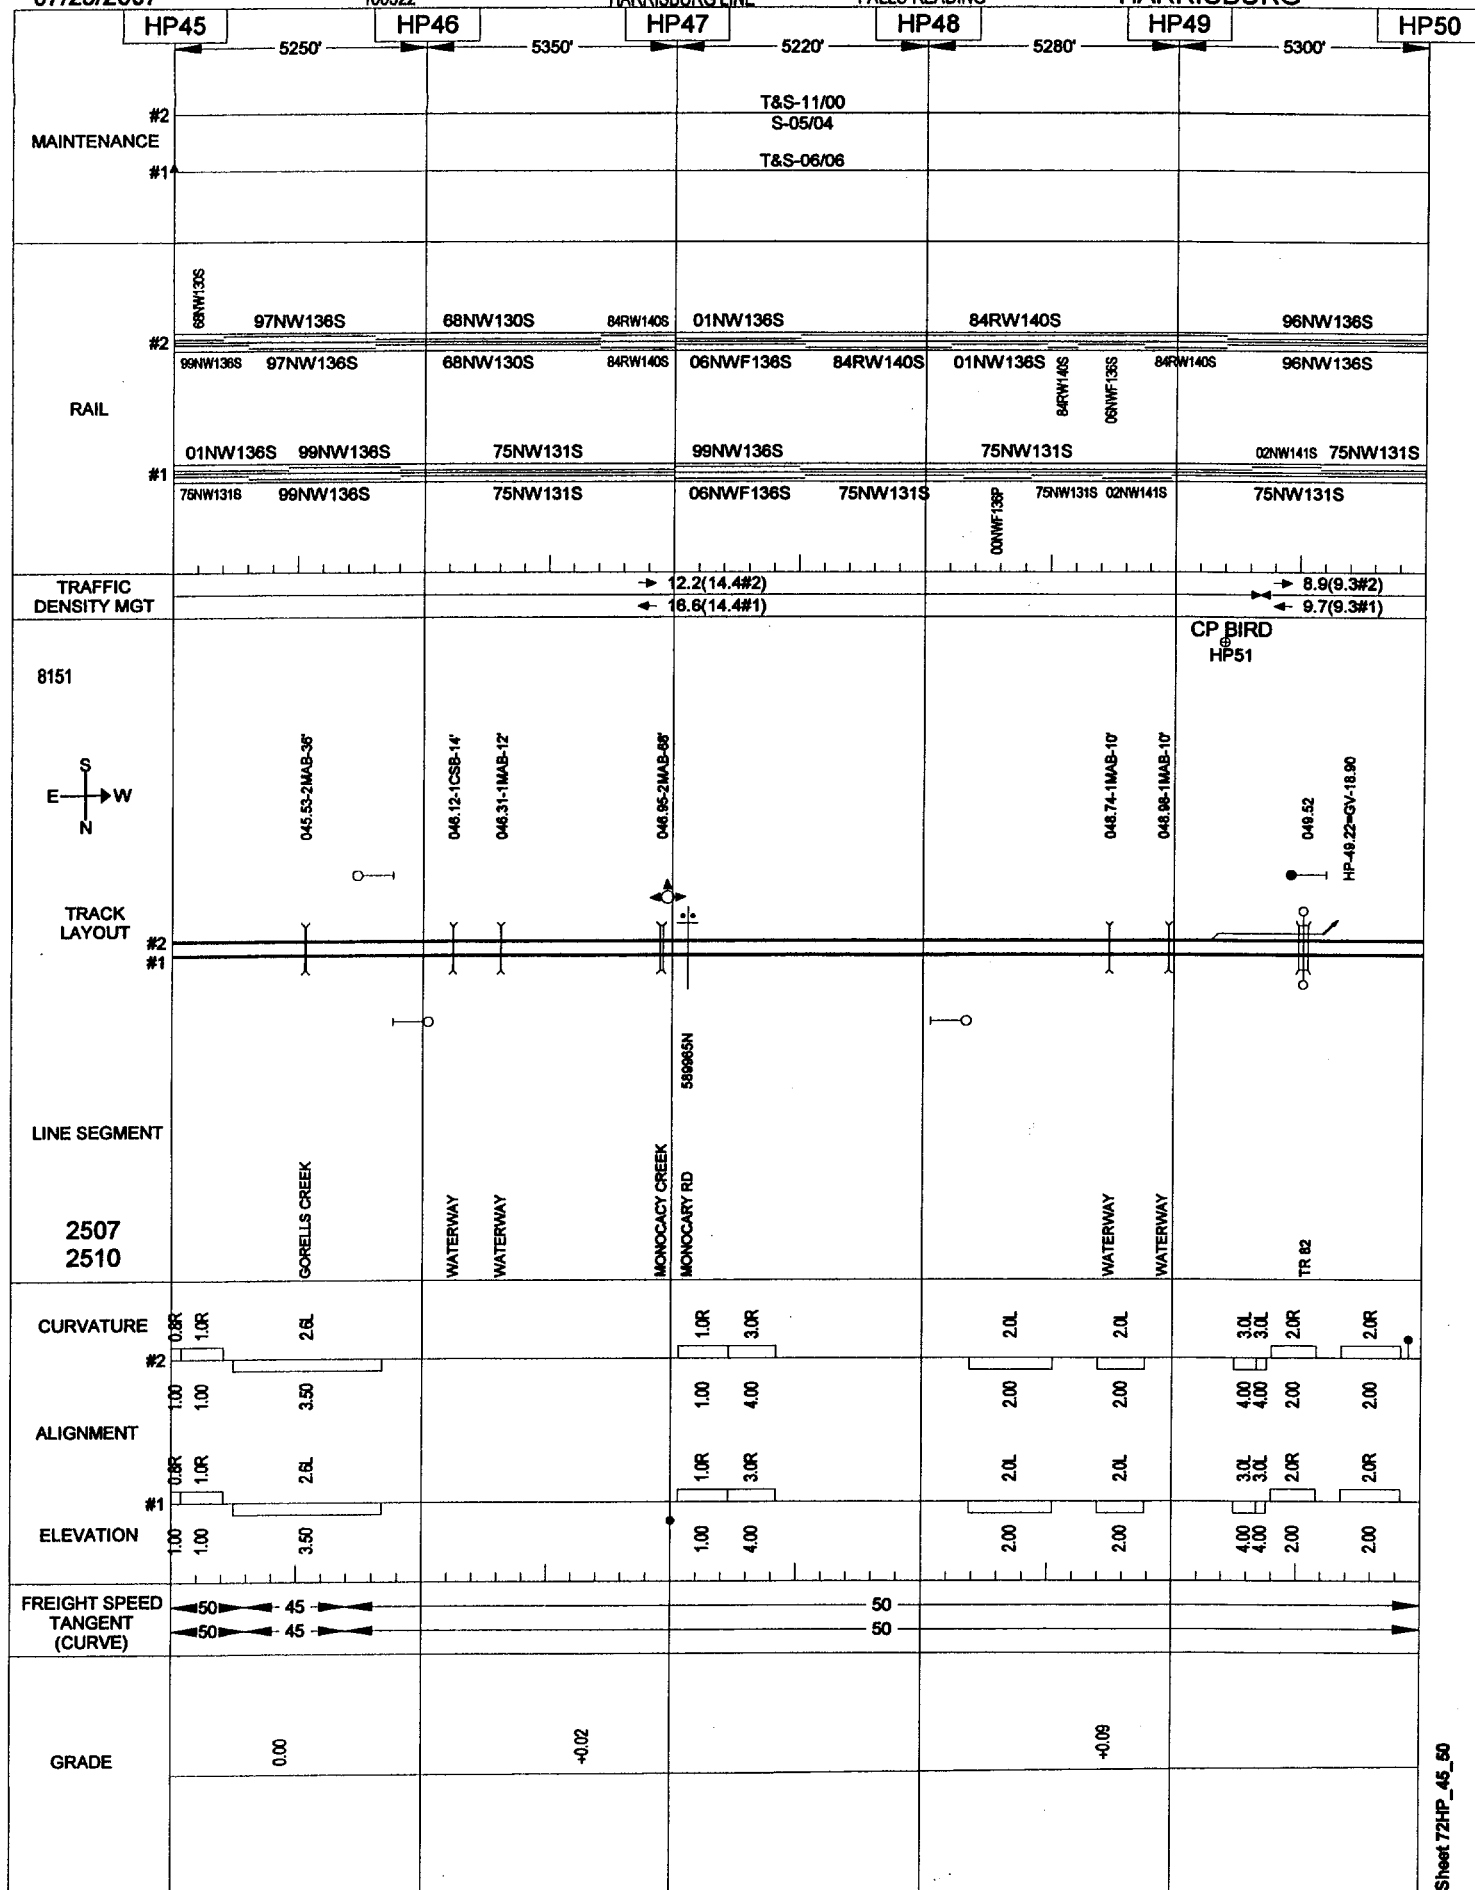 HARRISBURG
HP45 HP46 HP47 HP48 HP49 HP50
5250' 5350' 5220' 5280' 5300'
MAINTENANCE
#2 T&S-11/00
S-05/04
#1 T&S-06/06
RAIL
68NW130S 97NW136S 68NW130S 84RW140S 01NW136S 84RW140S 96NW136S
#2
99NW136S 97NW136S 68NW130S 84RW140S 06NWF136S 84RW140S 01NW136S 84RW140S 06NWF136S 84RW140S 96NW136S
01NW136S 99NW136S 75NW131S 99NW136S 75NW131S 02NW141S 75NW131S
#1
75NW131S 99NW136S 75NW131S 06NWF136S 75NW131S 00NWF136P 75NW131S 02NW141S 75NW131S
TRAFFIC
DENSITY MGT
12.2(14.4#2) 8.9(9.3#2)
16.6(14.4#1) 9.7(9.3#1)
CP BIRD
HP51
8151
S
E W
N
045.53-2MAB-36' 046.12-1CSB-14' 046.31-1MAB-12' 046.95-2MAB-68' 048.74-1MAB-10' 048.98-1MAB-10' 049.52 HP-49.22=GV-18.90
TRACK
LAYOUT
#2
#1
589965N
LINE SEGMENT
2507
2510
GORELLS CREEK WATERWAY WATERWAY MONOCACY CREEK MONOCARY RD WATERWAY WATERWAY TR 82
CURVATURE
0.8R 1.0R 2.6L 1.0R 3.0R 2.0L 2.0L 3.0L 3.0L 2.0R 2.0R
#2
1.00 1.00 3.50 1.00 4.00 2.00 2.00 4.00 4.00 2.00 2.00
ALIGNMENT
0.8R 1.0R 2.6L 1.0R 3.0R 2.0L 2.0L 3.0L 3.0L 2.0R 2.0R
#1
ELEVATION
1.00 1.00 3.50 1.00 4.00 2.00 2.00 4.00 4.00 2.00 2.00
FREIGHT SPEED
TANGENT
(CURVE)
50 45 50
50 45 50
GRADE
0.00 +0.02 +0.09
Sheet 72HP_45_50